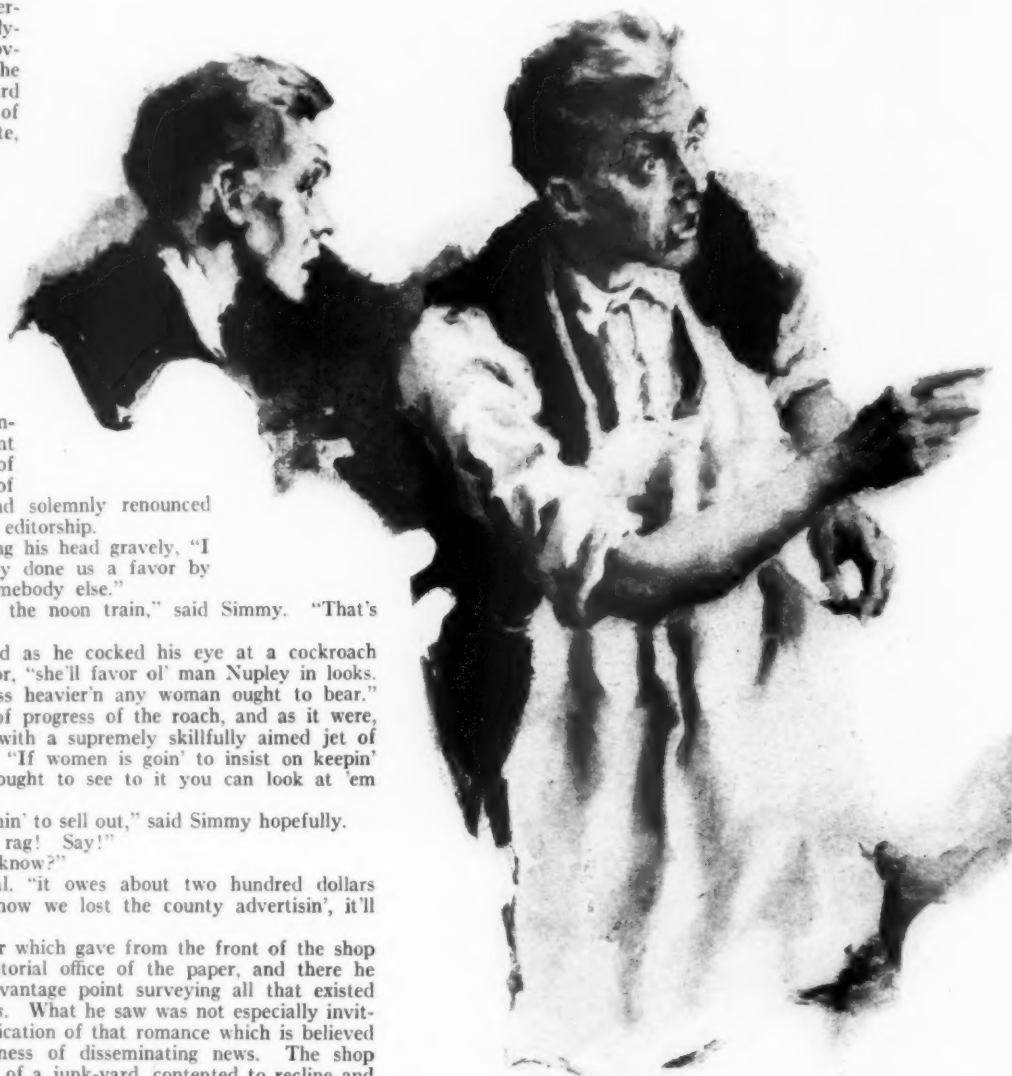 er-
dy-
ov-
he
rd
of
te,
n-
nt
of
of
nd solemnly renounced
editorship.
ng his head gravely, "I
y done us a favor by
mebody else."
the noon train," said Simmy. "That's
d as he cocked his eye at a cockroach
or, "she'll favor ol' man Nupley in looks.
ss heavier'n any woman ought to bear."
of progress of the roach, and as it were,
with a supremely skillfully aimed jet of
"If women is goin' to insist on keepin'
ought to see to it you can look at 'em
nin' to sell out," said Simmy hopefully.
rag! Say!"
know?"
al. "it owes about two hundred dollars
now we lost the county advertisin', it'll
r which gave from the front of the shop
torial office of the paper, and there he
vantage point surveying all that existed
s. What he saw was not especially invit-
ication of that romance which is believed
ness of disseminating news. The shop
of a junk-yard, contented to recline and